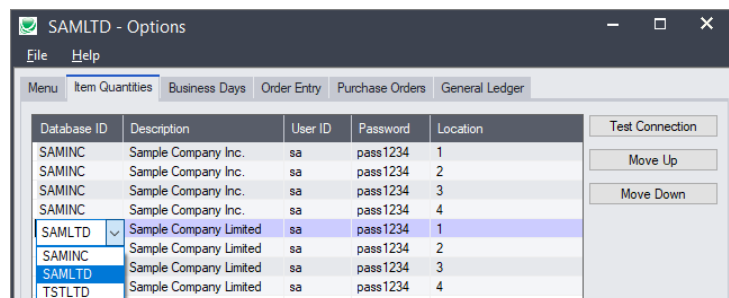 SAMLTD - Options
File Help
Menu Item Quantities Business Days Order Entry Purchase Orders General Ledger
Database ID Description User ID Password Location Test Connection
SAMINC Sample Company Inc. sa pass1234 1
SAMINC Sample Company Inc. sa pass1234 2 Move Up
SAMINC Sample Company Inc. sa pass1234 3 Move Down
SAMINC Sample Company Inc. sa pass1234 4
SAMLTD Sample Company Limited sa pass1234 1
SAMINC Sample Company Limited sa pass1234 2
SAMLTD Sample Company Limited sa pass1234 3
TSTLTD Sample Company Limited sa pass1234 4